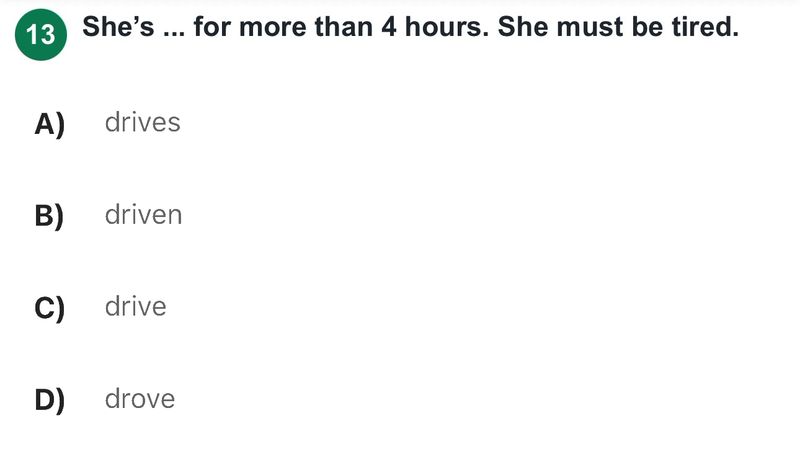 13 She’s ... for more than 4 hours. She must be tired.
A) drives
B) driven
C) drive
D) drove